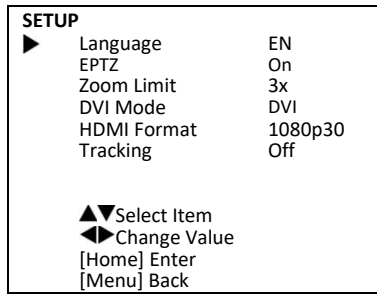 SETUP
▶ Language EN
EPTZ On
Zoom Limit 3x
DVI Mode DVI
HDMI Format 1080p30
Tracking Off
▲▼Select Item
◀▶Change Value
[Home] Enter
[Menu] Back